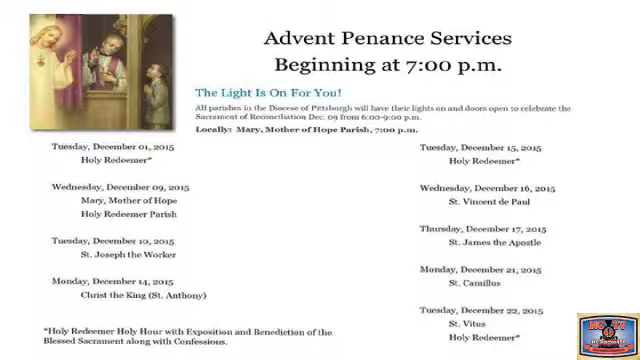 Advent Penance Services
Beginning at 7:00 p.m.
The Light Is On For You!
All parishes in the Diocese of Pittsburgh will have their lights on and doors open to celebrate the
Sacrament of Reconciliation Dec. 09 from 6:00-9:00 p.m.
Locally: Mary, Mother of Hope Parish, 7:00 p.m.
Tuesday, December 01, 2015
Holy Redeemer*
Wednesday, December 09, 2015
Mary, Mother of Hope
Holy Redeemer Parish
Tuesday, December 10, 2015
St. Joseph the Worker
Monday, December 14, 2015
Christ the King (St. Anthony)
*Holy Redeemer Holy Hour with Exposition and Benediction of the
Blessed Sacrament along with Confessions.
Tuesday, December 15, 2015
Holy Redeemer*
Wednesday, December 16, 2015
St. Vincent de Paul
Thursday, December 17, 2015
St. James the Apostle
Monday, December 21, 2015
St. Camillus
Tuesday, December 22, 2015
St. Vitus
Holy Redeemer*